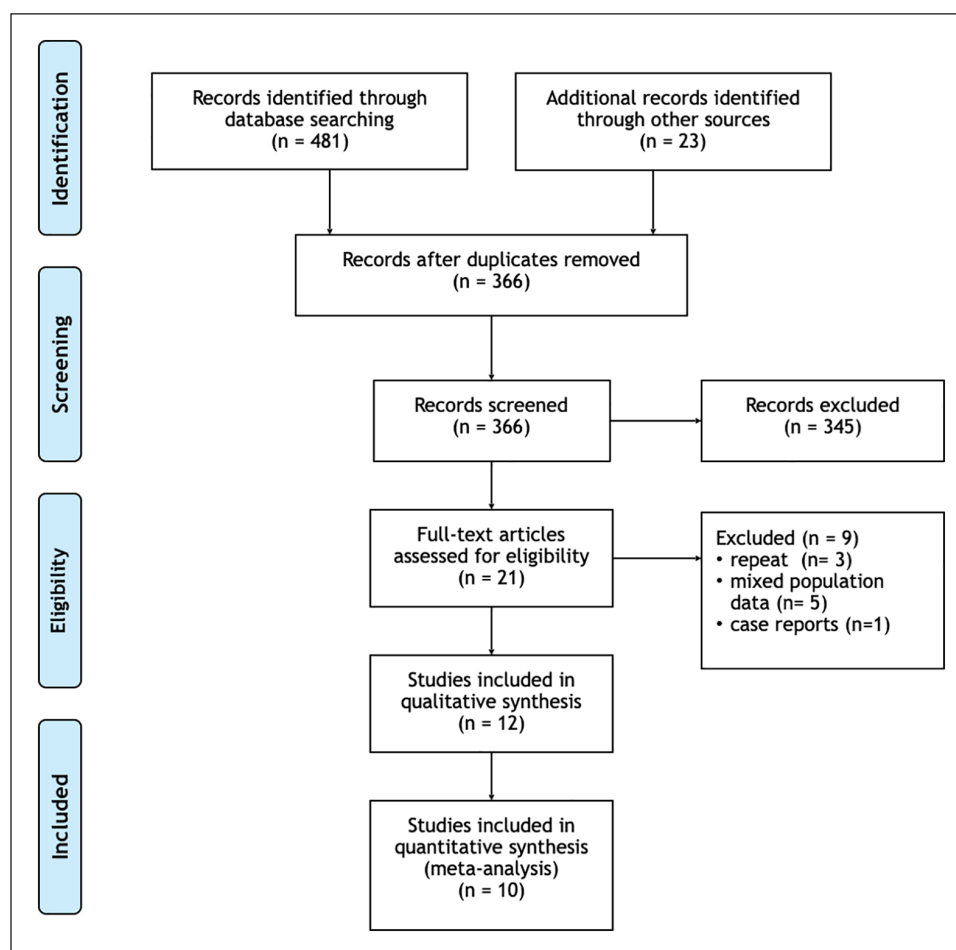 Identification
Records identified through
database searching
(n = 481)
Additional records identified
through other sources
(n = 23)
Records after duplicates removed
(n = 366)
Screening
Records screened
(n = 366)
Records excluded
(n = 345)
Eligibility
Full-text articles
assessed for eligibility
(n = 21)
Excluded (n = 9)
• repeat (n= 3)
• mixed population
data (n= 5)
• case reports (n=1)
Studies included in
qualitative synthesis
(n = 12)
Included
Studies included in
quantitative synthesis
(meta-analysis)
(n = 10)